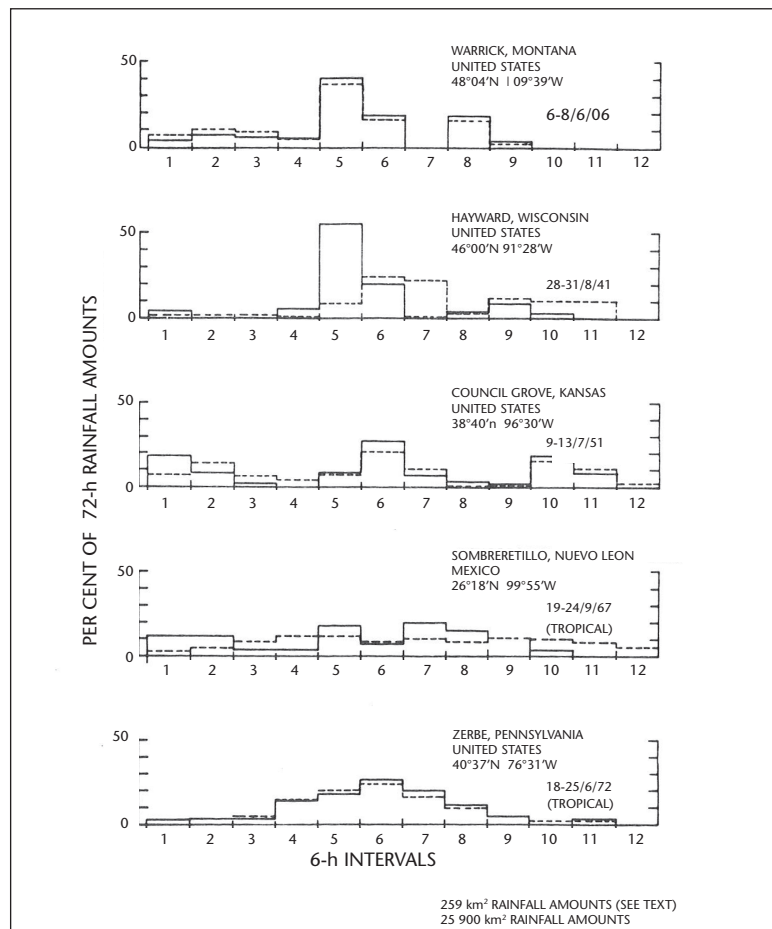 50
WARRICK, MONTANA
UNITED STATES
48°04'N | 09°39'W
6-8/6/06
0
1 2 3 4 5 6 7 8 9 10 11 12
HAYWARD, WISCONSIN
UNITED STATES
46°00'N 91°28'W
50
28-31/8/41
0
1 2 3 4 5 6 7 8 9 10 11 12
COUNCIL GROVE, KANSAS
UNITED STATES
38°40'n 96°30'W
50
9-13/7/51
0
1 2 3 4 5 6 7 8 9 10 11 12
SOMBRERETILLO, NUEVO LEON
MEXICO
26°18'N 99°55'W
50
19-24/9/67
(TROPICAL)
0
1 2 3 4 5 6 7 8 9 10 11 12
ZERBE, PENNSYLVANIA
UNITED STATES
40°37'N 76°31'W
50
18-25/6/72
(TROPICAL)
0
1 2 3 4 5 6 7 8 9 10 11 12
PER CENT OF 72-h RAINFALL AMOUNTS
6-h INTERVALS
259 km² RAINFALL AMOUNTS (SEE TEXT)
25 900 km² RAINFALL AMOUNTS